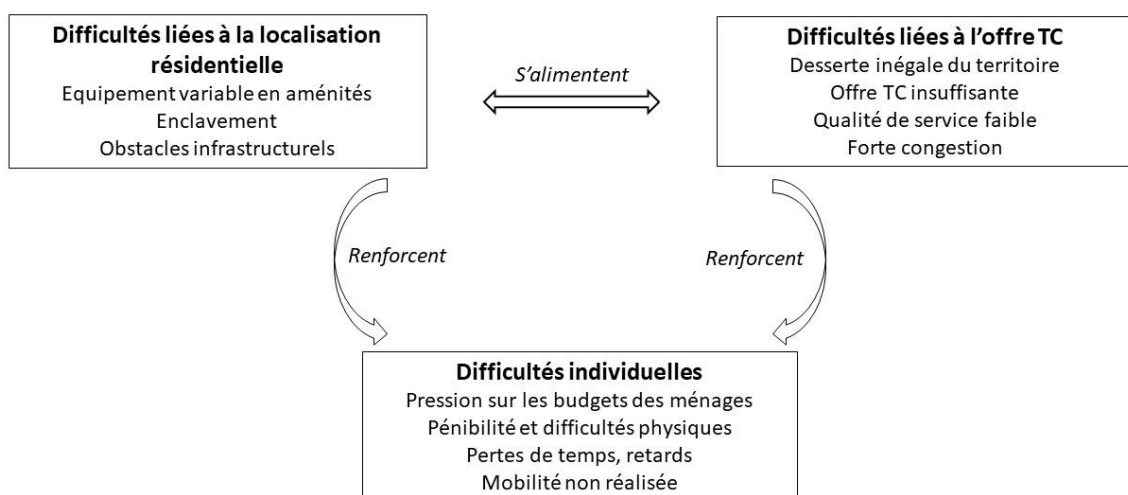 Difficultés liées à la localisation
résidentielle
Equipement variable en aménités
Enclavement
Obstacles infrastructurels
S'alimentent
Difficultés liées à l'offre TC
Desserte inégale du territoire
Offre TC insuffisante
Qualité de service faible
Forte congestion
Renforcent
Renforcent
Difficultés individuelles
Pression sur les budgets des ménages
Pénibilité et difficultés physiques
Pertes de temps, retards
Mobilité non réalisée